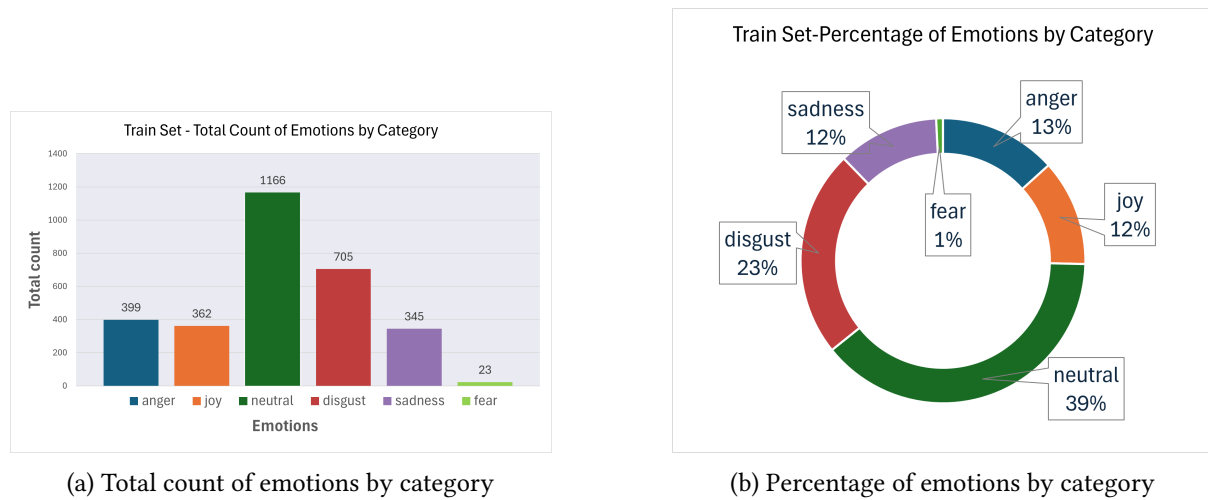 Train Set - Total Count of Emotions by Category
1400
1200
1000
800
600
400
200
0
Total count
399
362
1166
705
345
23
anger joy neutral disgust sadness fear
Emotions
(a) Total count of emotions by category
Train Set-Percentage of Emotions by Category
sadness
12%
anger
13%
fear
1%
joy
12%
disgust
23%
neutral
39%
(b) Percentage of emotions by category